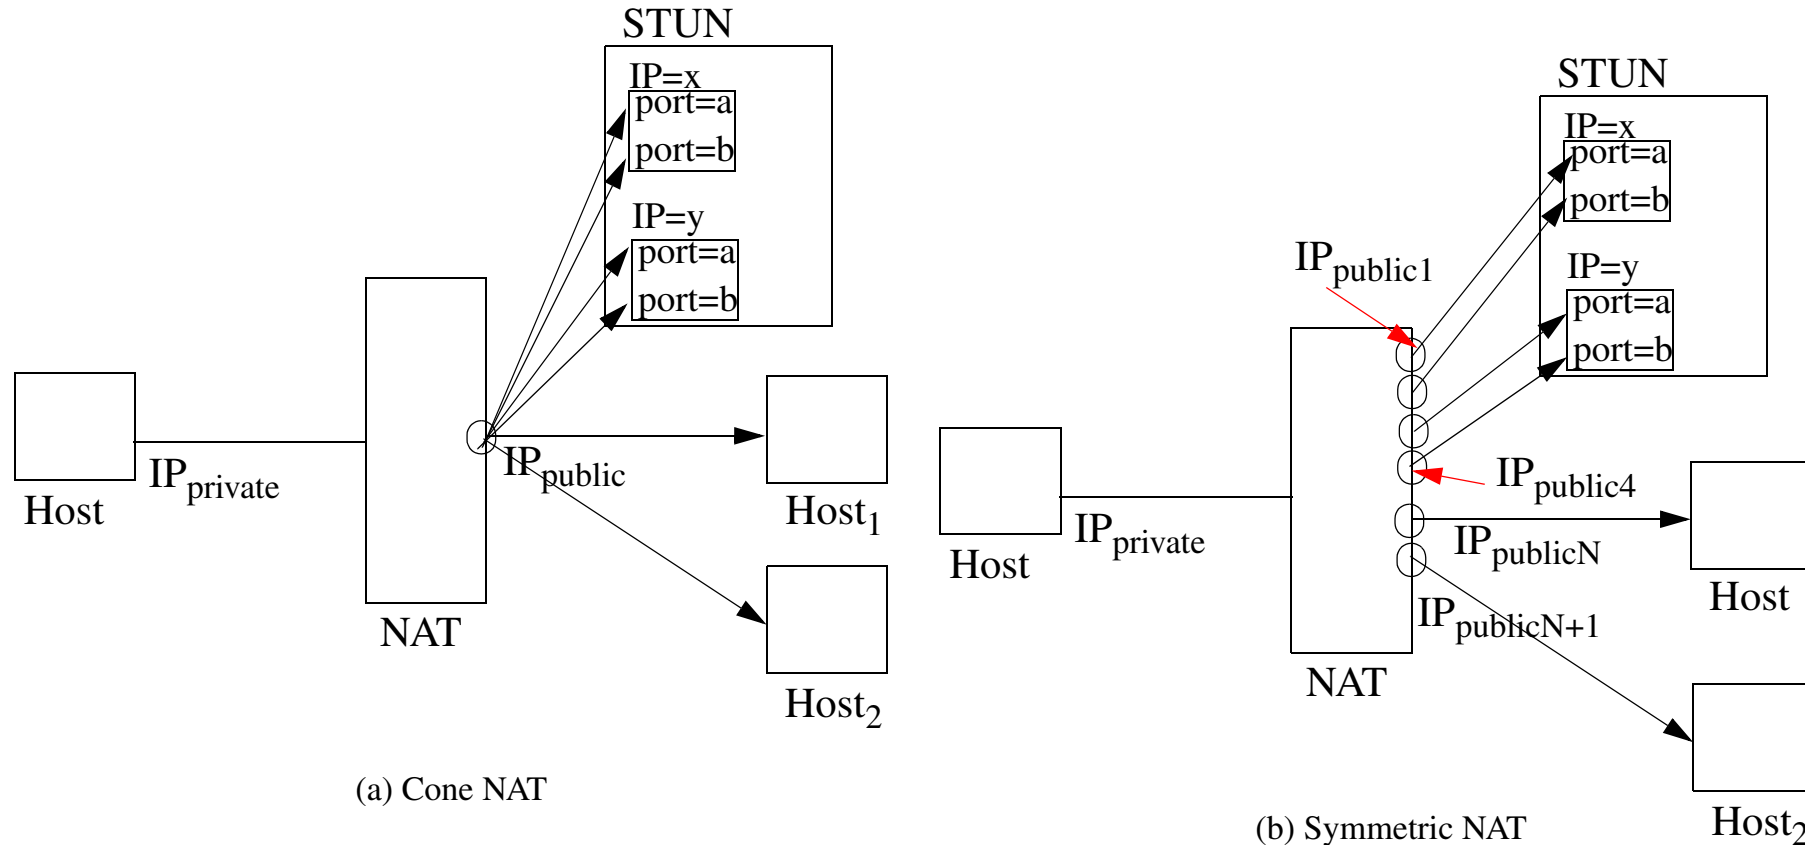 STUN
IP=x
port=a
port=b
IP=y
port=a
port=b
IPprivate
Host
IPpublic
NAT
Host1
Host2
(a) Cone NAT
STUN
IP=x
port=a
port=b
IP=y
port=a
port=b
IPpublic1
IPpublic4
IPprivate
Host
IPpublicN
IPpublicN+1
NAT
Host
Host2
(b) Symmetric NAT